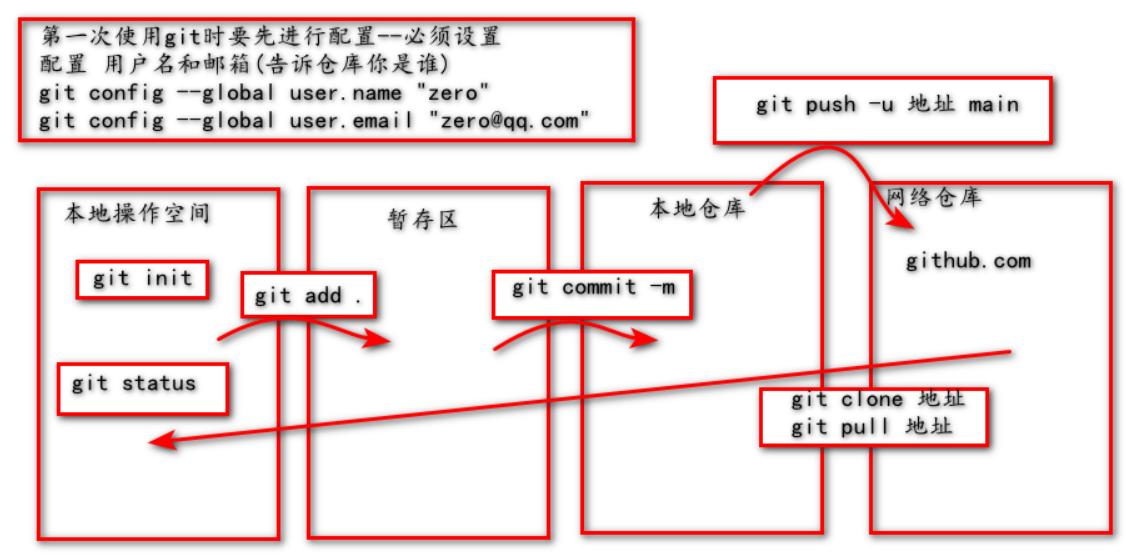 第一次使用git时要先进行配置--必须设置
配置 用户名和邮箱(告诉仓库你是谁)
git config --global user.name "zero"
git config --global user.email "zero@qq.com"
git push -u 地址 main
本地操作空间
暂存区
本地仓库
网络仓库
git init
git add .
git commit -m
github.com
git status
git clone 地址
git pull 地址